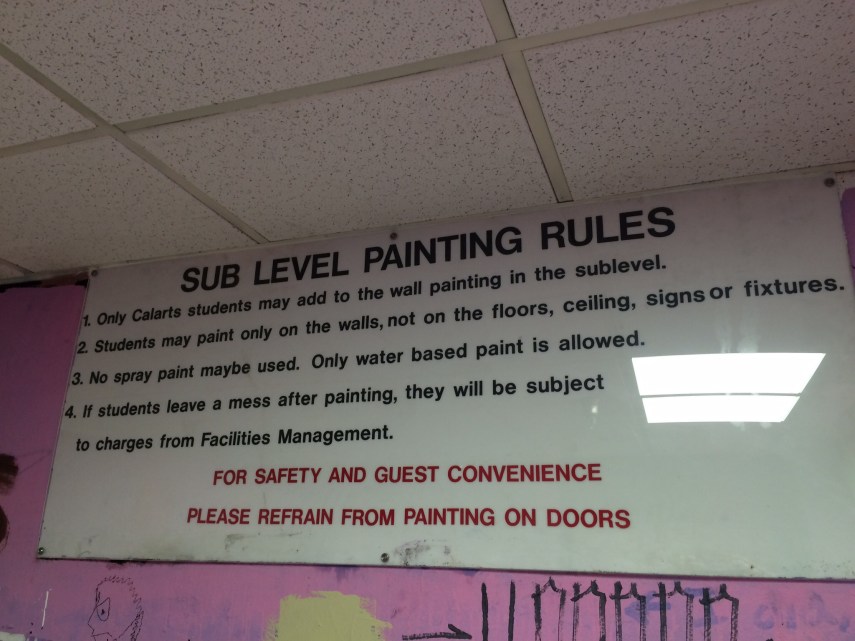 SUB LEVEL PAINTING RULES
1. Only Calarts students may add to the wall painting in the sublevel.
2. Students may paint only on the walls, not on the floors, ceiling, signs or fixtures.
3. No spray paint maybe used. Only water based paint is allowed.
4. If students leave a mess after painting, they will be subject
to charges from Facilities Management.
FOR SAFETY AND GUEST CONVENIENCE
PLEASE REFRAIN FROM PAINTING ON DOORS